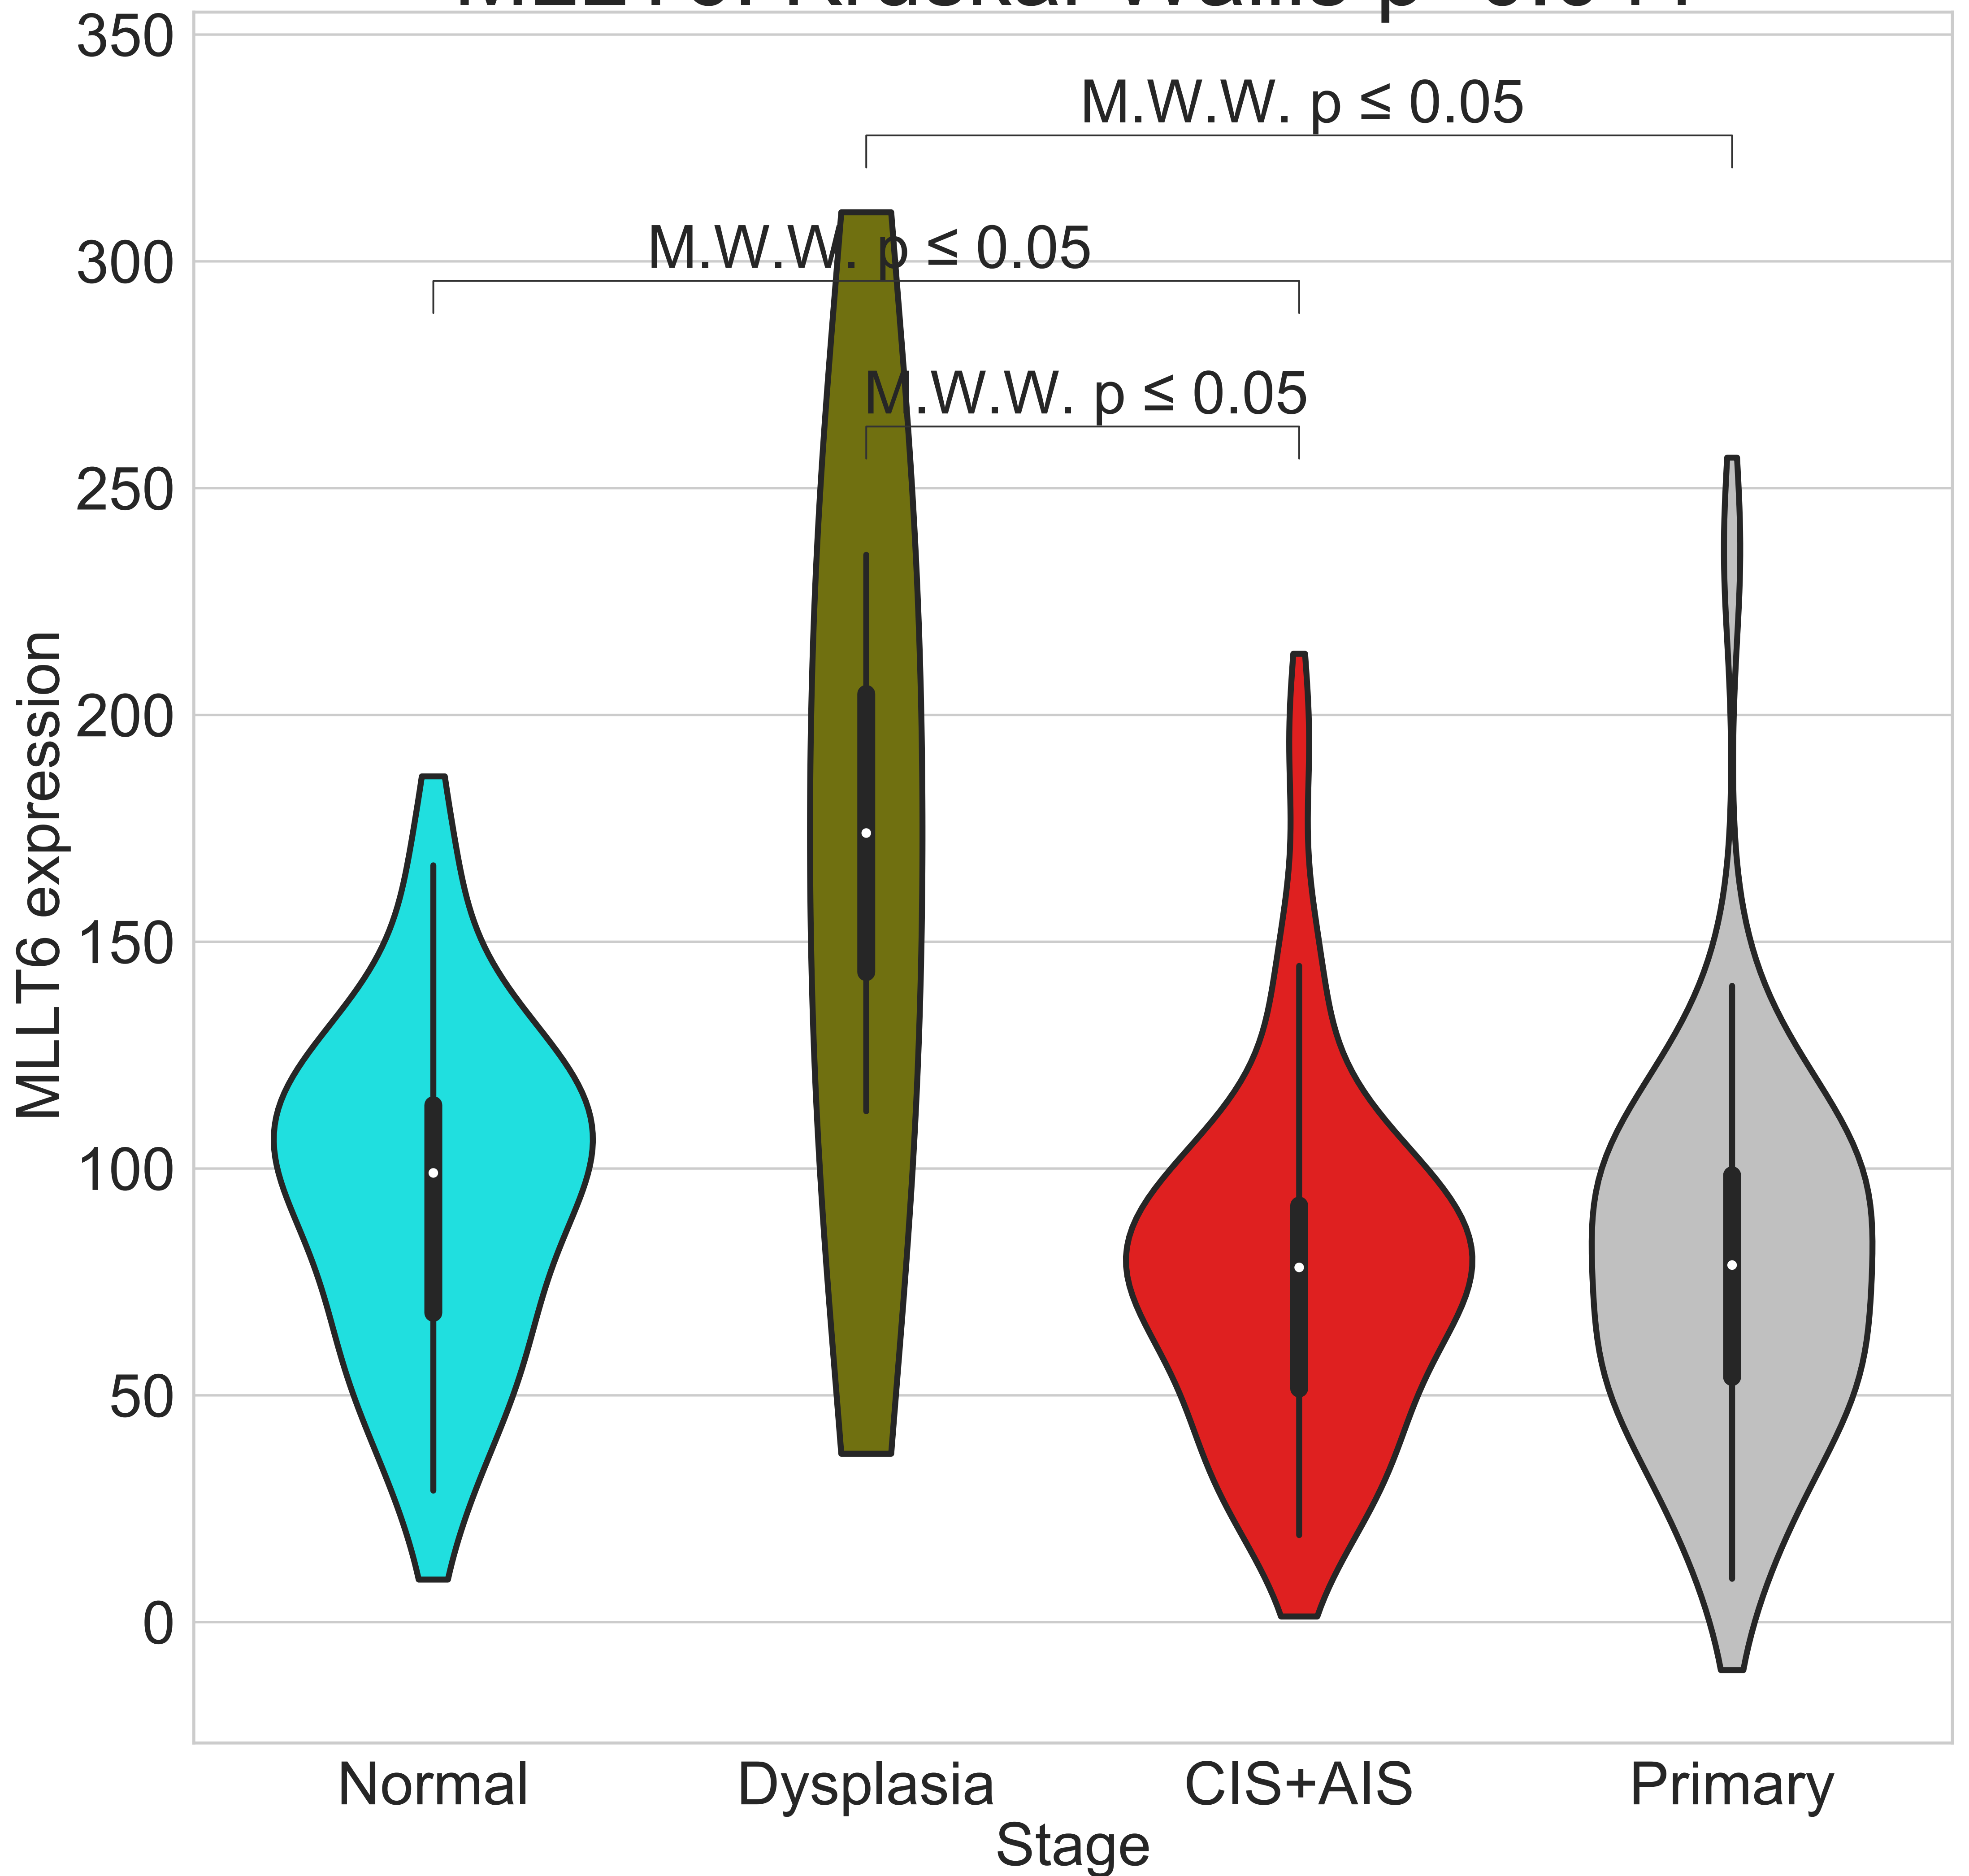 350
M.W.W. p ≤ 0.05
M.W.W. p ≤ 0.05
300
M.W.W. p ≤ 0.05
250
200
150
100
50
0
MLLT6 expression
Normal Dysplasia CIS+AIS Primary
Stage